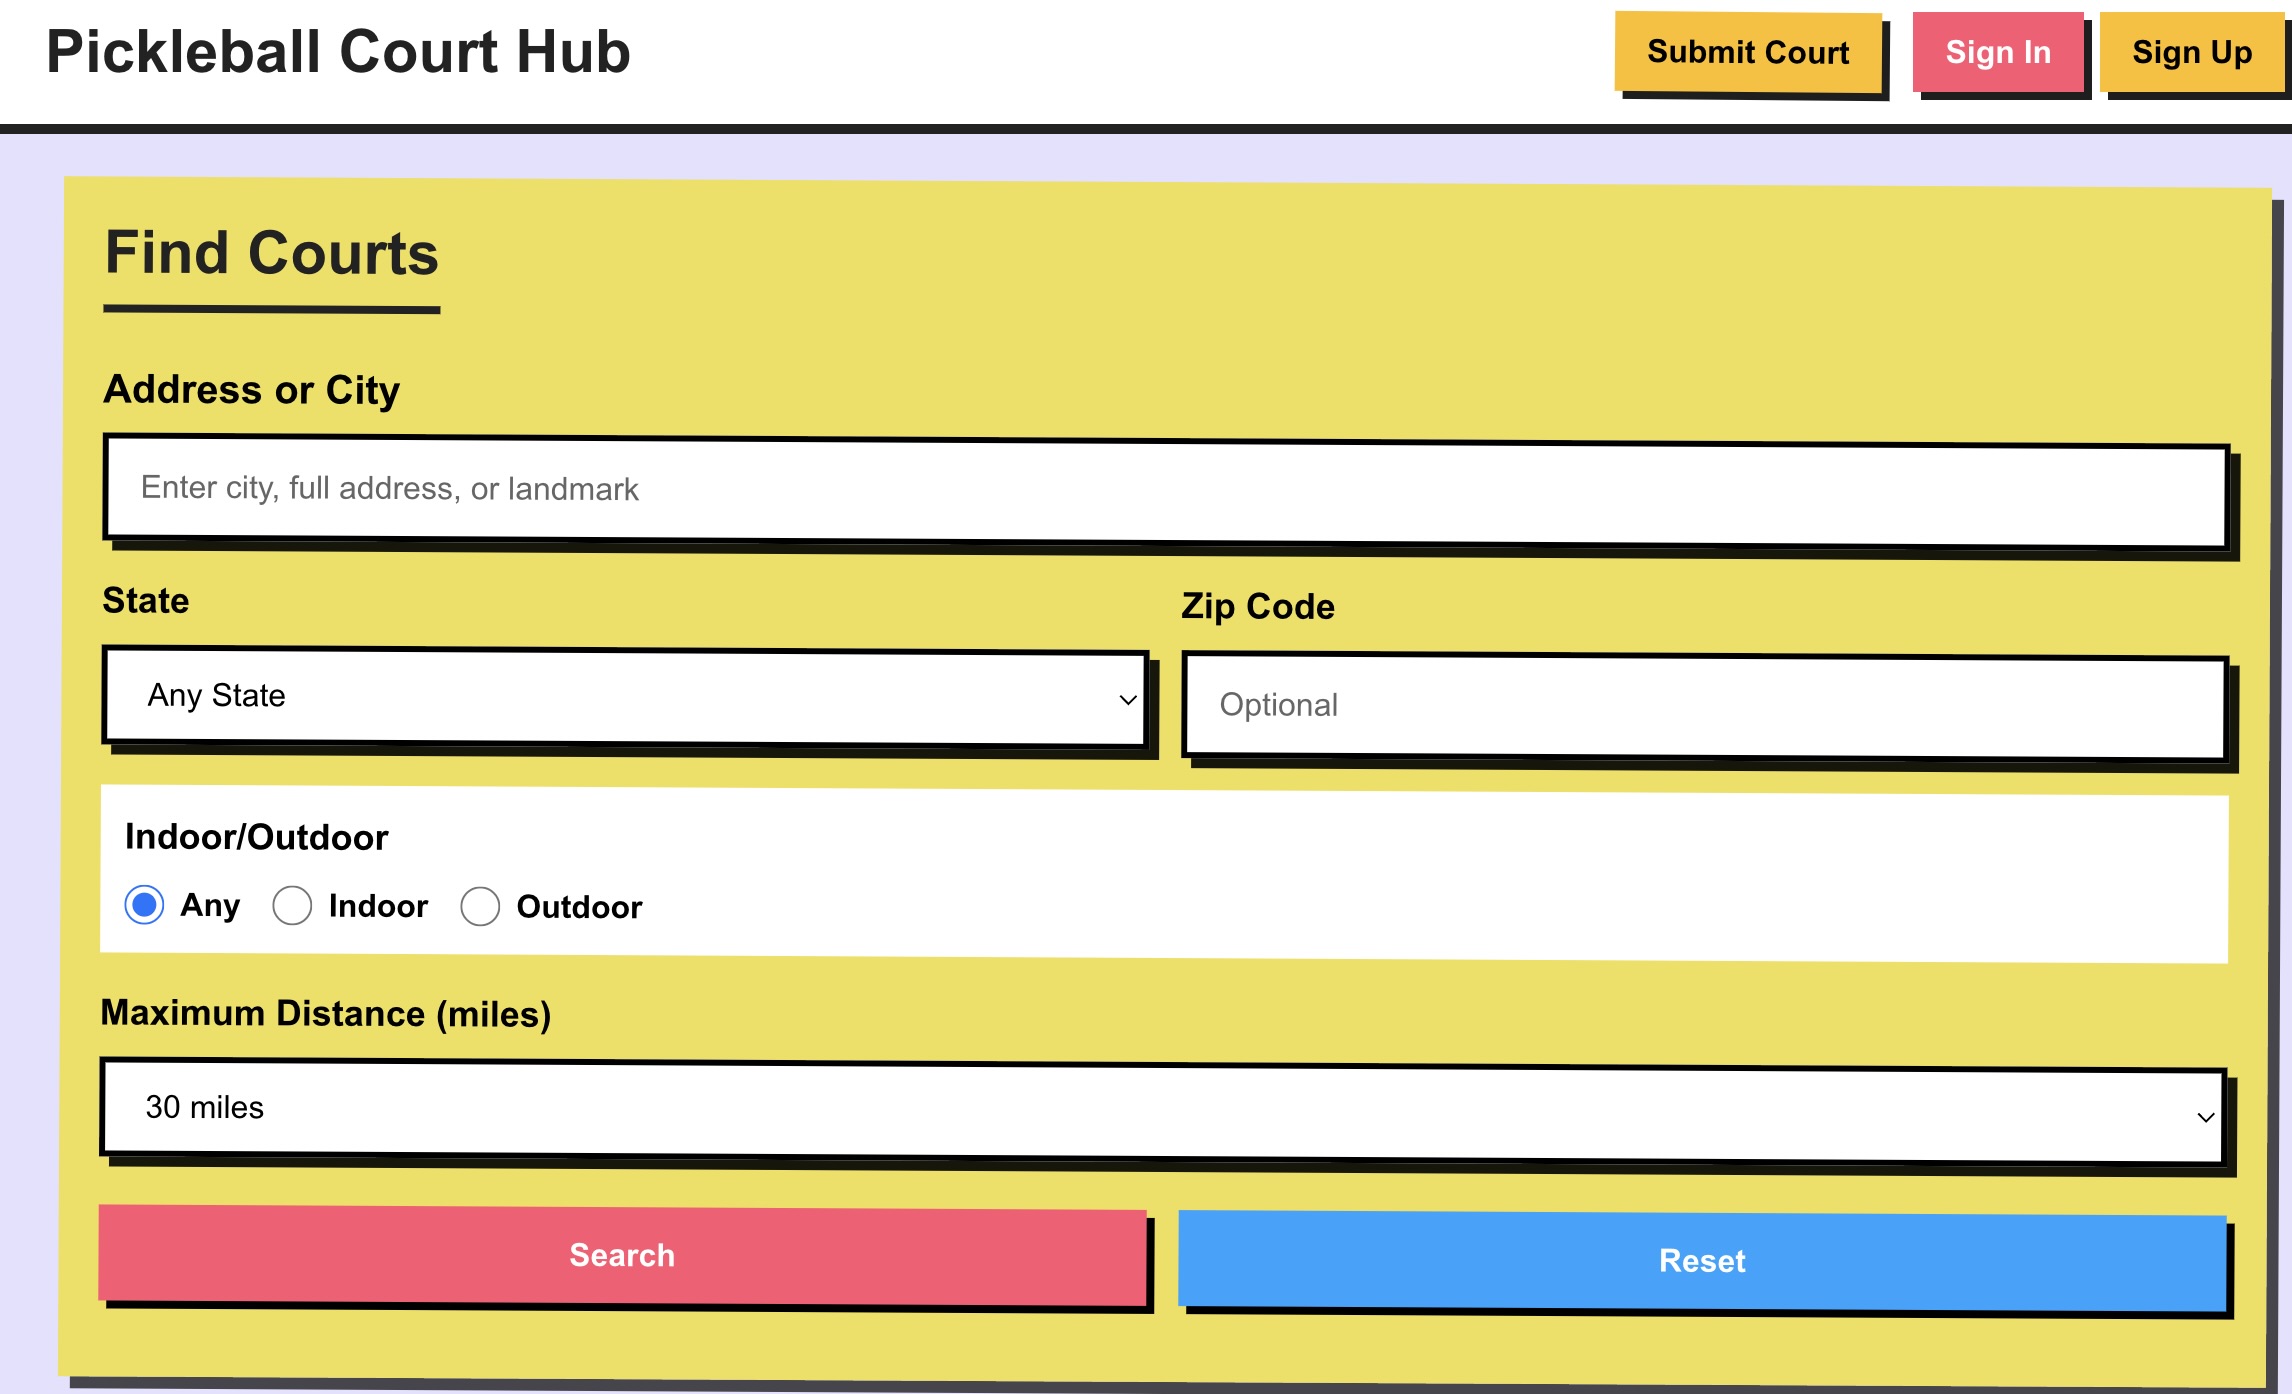 Pickleball Court Hub
Submit Court
Sign In
Sign Up
Find Courts
Address or City
Enter city, full address, or landmark
State
Zip Code
Any State
Optional
Indoor/Outdoor
Any
Indoor
Outdoor
Maximum Distance (miles)
30 miles
Search
Reset